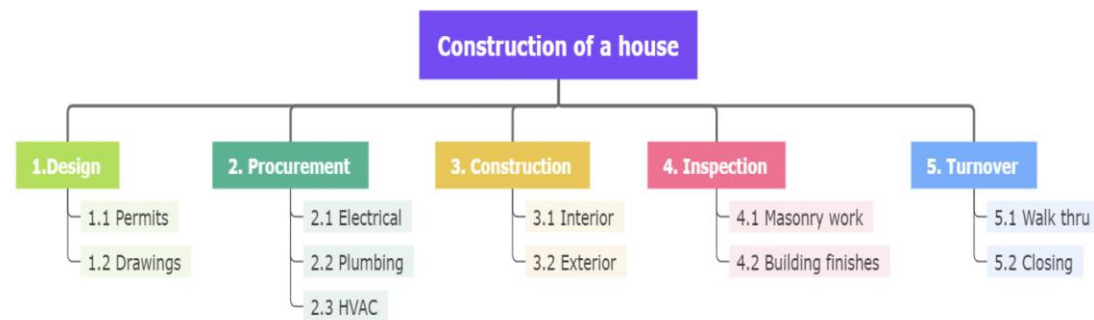 Construction of a house
1.Design
1.1 Permits
1.2 Drawings
2. Procurement
2.1 Electrical
2.2 Plumbing
2.3 HVAC
3. Construction
3.1 Interior
3.2 Exterior
4. Inspection
4.1 Masonry work
4.2 Building finishes
5. Turnover
5.1 Walk thru
5.2 Closing